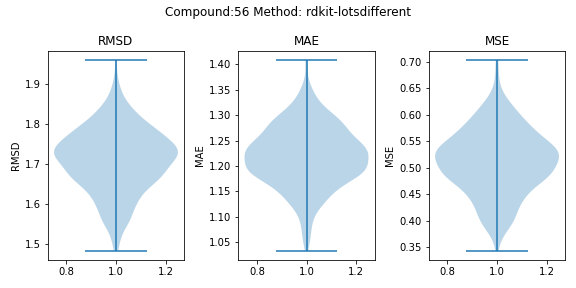 Compound:56 Method: rdkit-lotsdifferent
RMSD
MAE
MSE
RMSD
1.9
1.8
1.7
1.6
1.5
0.8 1.0 1.2
MAE
1.40
1.35
1.30
1.25
1.20
1.15
1.10
1.05
0.8 1.0 1.2
MSE
0.70
0.65
0.60
0.55
0.50
0.45
0.40
0.35
0.8 1.0 1.2